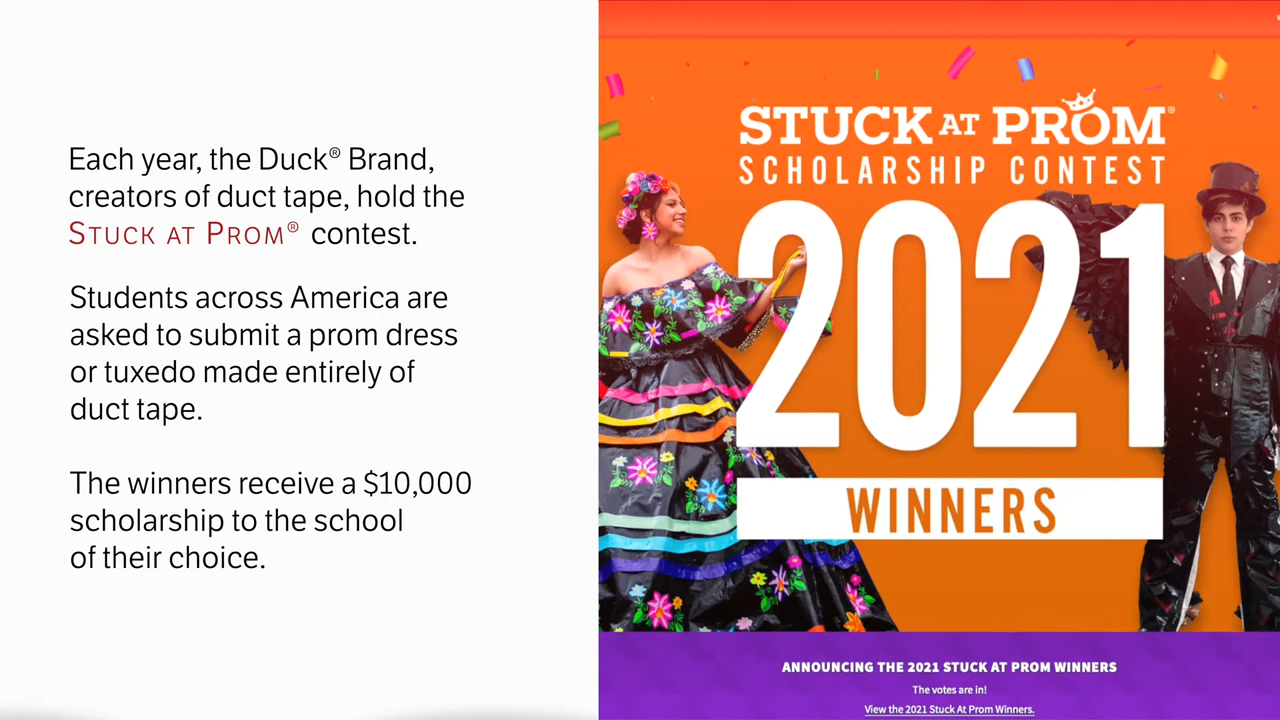 Each year, the Duck® Brand,
creators of duct tape, hold the
STUCK AT PROM® contest.
Students across America are
asked to submit a prom dress
or tuxedo made entirely of
duct tape.
The winners receive a $10,000
scholarship to the school
of their choice.
STUCK AT PROM®
SCHOLARSHIP CONTEST
2021
WINNERS
ANNOUNCING THE 2021 STUCK AT PROM WINNERS
The votes are in!
View the 2021 Stuck At Prom Winners.